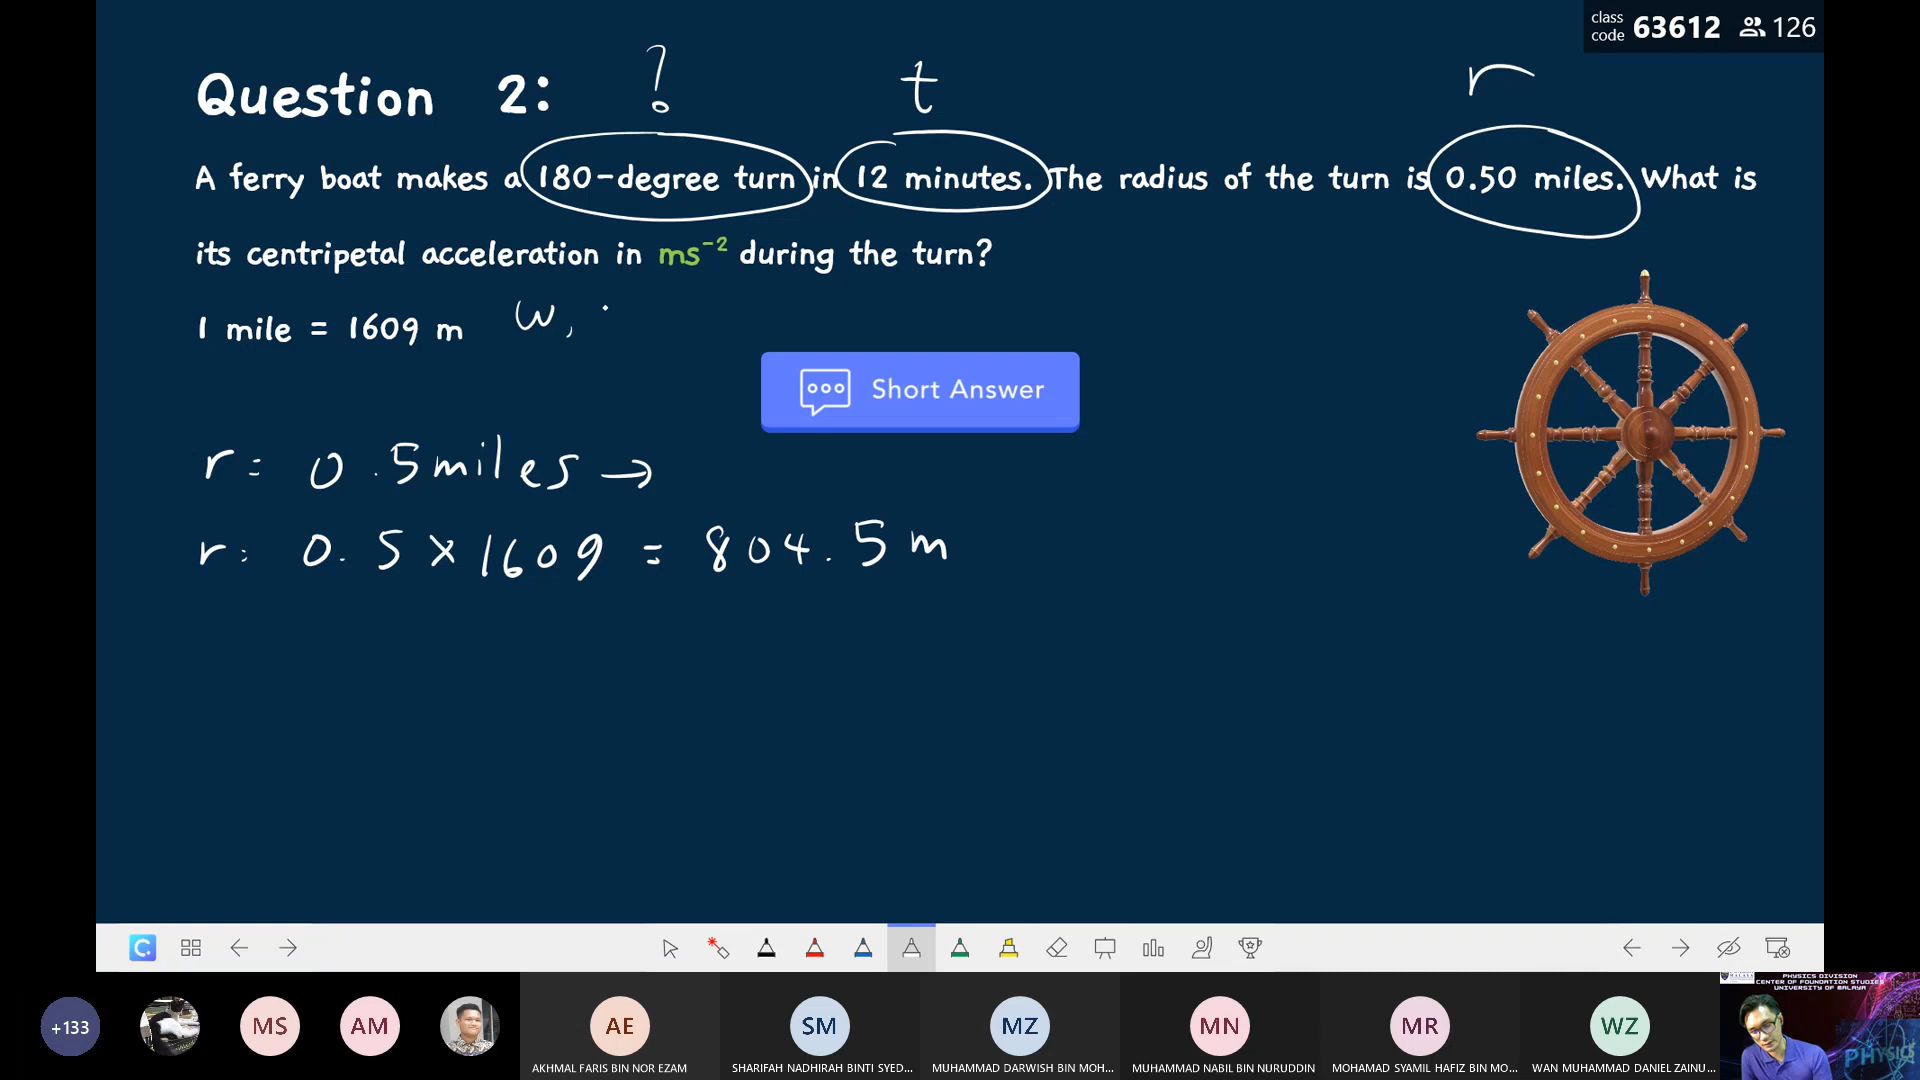 class code 63612 126
Question 2: ? t r
A ferry boat makes a 180-degree turn in 12 minutes. The radius of the turn is 0.50 miles. What is
its centripetal acceleration in ms⁻² during the turn?
1 mile = 1609 m ω,
Short Answer
r = 0.5 miles →
r = 0.5 × 1609 = 804.5 m
+133 MS AM AE SM MZ MN MR WZ
AKHMAL FARIS BIN NOR EZAM SHARIFAH NADHIRAH BINTI SYED... MUHAMMAD DARWISH BIN MOH... MUHAMMAD NABIL BIN NURUDDIN MOHAMAD SYAMIL HAFIZ BIN MO... WAN MUHAMMAD DANIEL ZAINU...
PHYSICS DIVISION
CENTER OF FOUNDATION STUDIES
UNIVERSITY OF MALAYA
PHYSICS